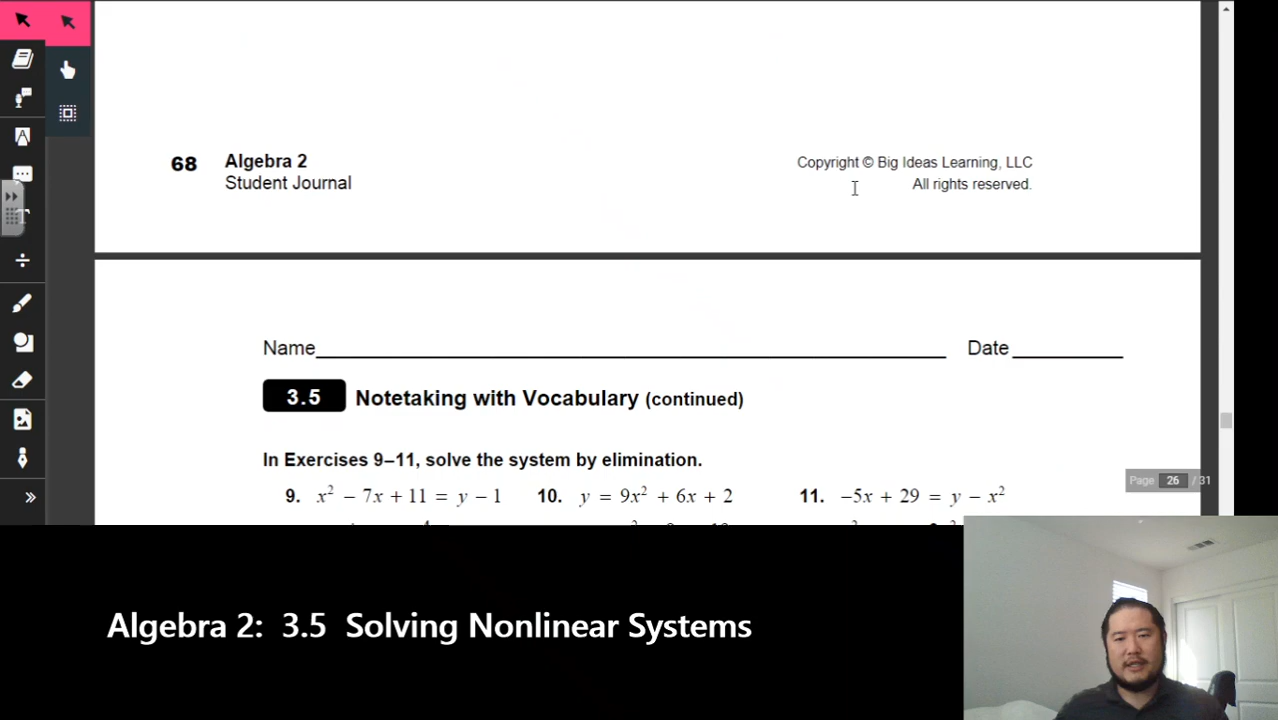 68 Algebra 2
Student Journal
Copyright © Big Ideas Learning, LLC
All rights reserved.
Name Date
3.5 Notetaking with Vocabulary (continued)
In Exercises 9–11, solve the system by elimination.
9. x² − 7x + 11 = y − 1 10. y = 9x² + 6x + 2 11. −5x + 29 = y − x²
Page 26 / 31
Algebra 2: 3.5 Solving Nonlinear Systems